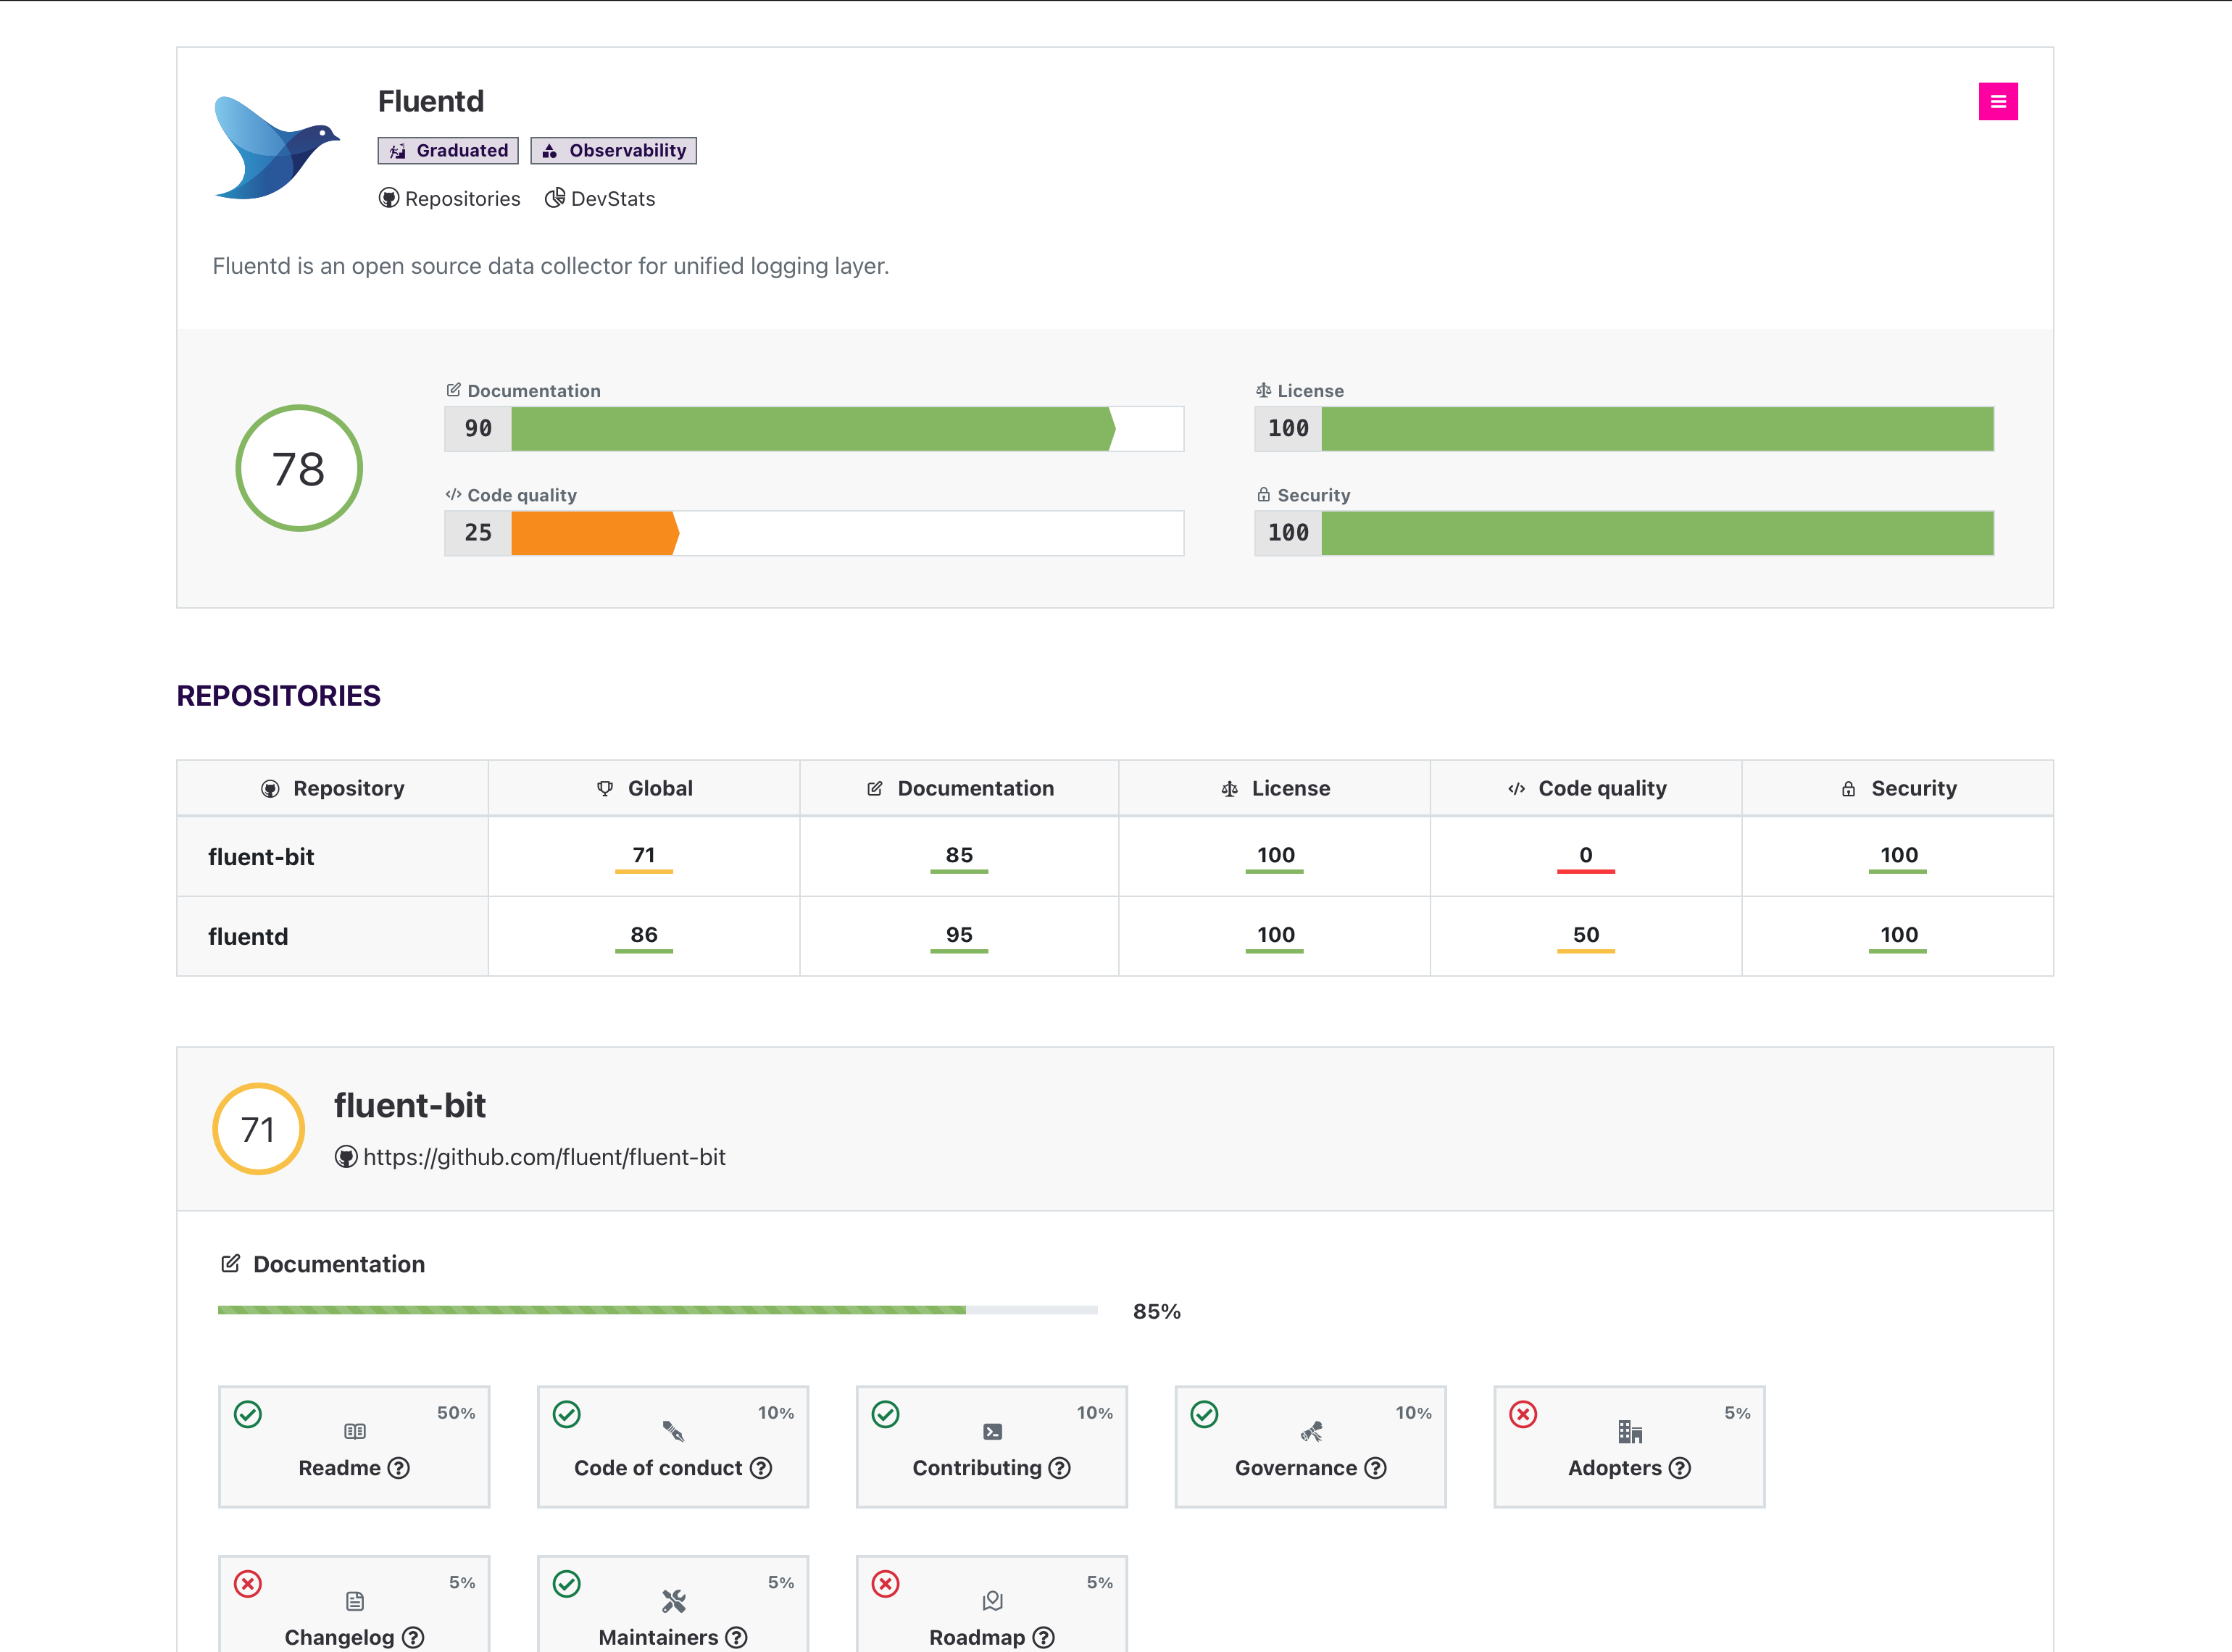 Fluentd
Graduated Observability
Repositories DevStats
Fluentd is an open source data collector for unified logging layer.
78
Documentation
90
License
100
Code quality
25
Security
100
REPOSITORIES
Repository Global Documentation License Code quality Security
fluent-bit 71 85 100 0 100
fluentd 86 95 100 50 100
71
fluent-bit
https://github.com/fluent/fluent-bit
Documentation
85%
50% 10% 10% 10% 5%
Readme Code of conduct Contributing Governance Adopters
5% 5% 5%
Changelog Maintainers Roadmap